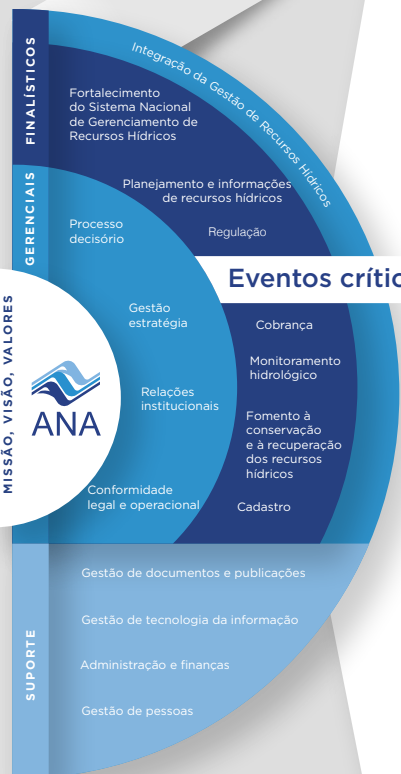 FINALÍSTICOS
Integração da Gestão de Recursos Hídricos
Fortalecimento
do Sistema Nacional
de Gerenciamento de
Recursos Hídricos
Planejamento e informações
de recursos hídricos
Regulação
Eventos crític
Cobrança
Monitoramento
hidrológico
Fomento à
conservação
e à recuperação
dos recursos
hídricos
Cadastro
GERENCIAIS
Processo
decisório
Gestão
estratégia
Relações
institucionais
Conformidade
legal e operacional
MISSÃO, VISÃO, VALORES
ANA
SUPORTE
Gestão de documentos e publicações
Gestão de tecnologia da informação
Administração e finanças
Gestão de pessoas